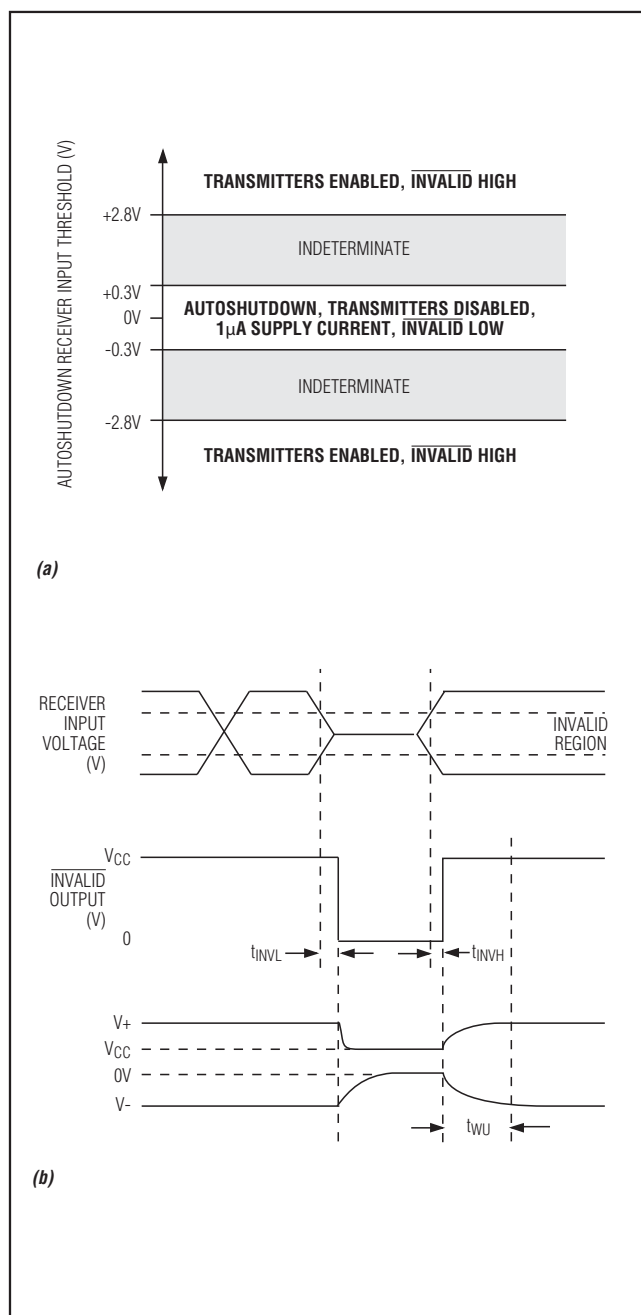 AUTOSHUTDOWN RECEIVER INPUT THRESHOLD (V)
TRANSMITTERS ENABLED, INVALID HIGH
+2.8V
INDETERMINATE
+0.3V
AUTOSHUTDOWN, TRANSMITTERS DISABLED,
0V
1μA SUPPLY CURRENT, INVALID LOW
-0.3V
INDETERMINATE
-2.8V
TRANSMITTERS ENABLED, INVALID HIGH
(a)
RECEIVER
INPUT
VOLTAGE
(V)
INVALID
REGION
VCC
INVALID
OUTPUT
(V)
0
tINVL
tINVH
V+
VCC
0V
V-
tWU
(b)